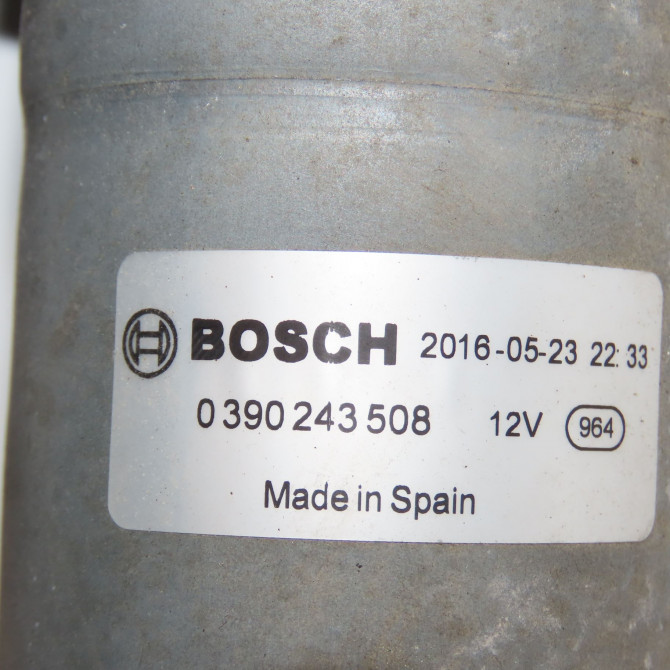 BOSCH 2016-05-23 22:33
0 390 243 508 12V 964
Made in Spain